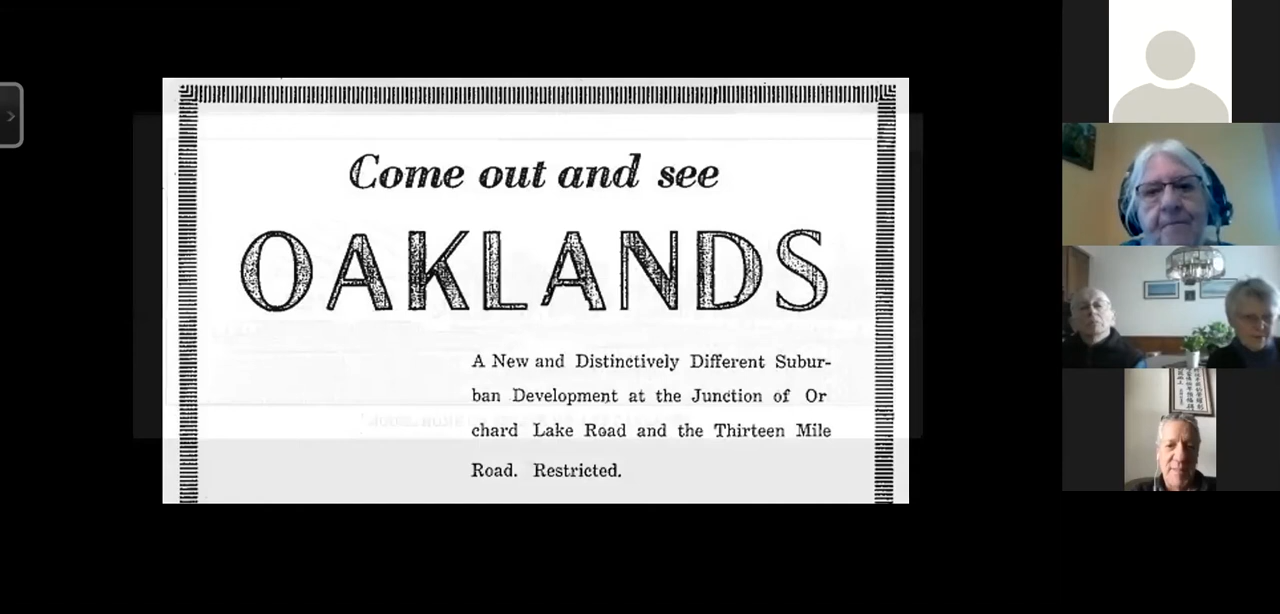 Come out and see
OAKLANDS
A New and Distinctively Different Subur-
ban Development at the Junction of Or
chard Lake Road and the Thirteen Mile
Road. Restricted.